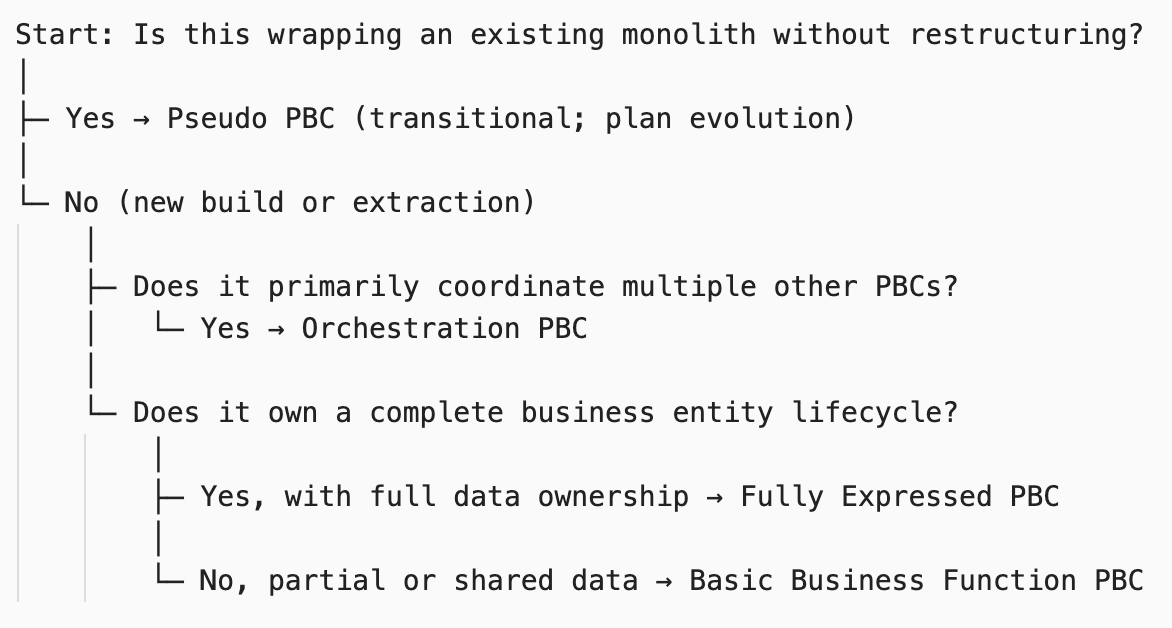 Start: Is this wrapping an existing monolith without restructuring?
│
├─ Yes → Pseudo PBC (transitional; plan evolution)
│
└─ No (new build or extraction)
    │
    ├─ Does it primarily coordinate multiple other PBCs?
    │   └─ Yes → Orchestration PBC
    │
    └─ Does it own a complete business entity lifecycle?
        │
        ├─ Yes, with full data ownership → Fully Expressed PBC
        │
        └─ No, partial or shared data → Basic Business Function PBC